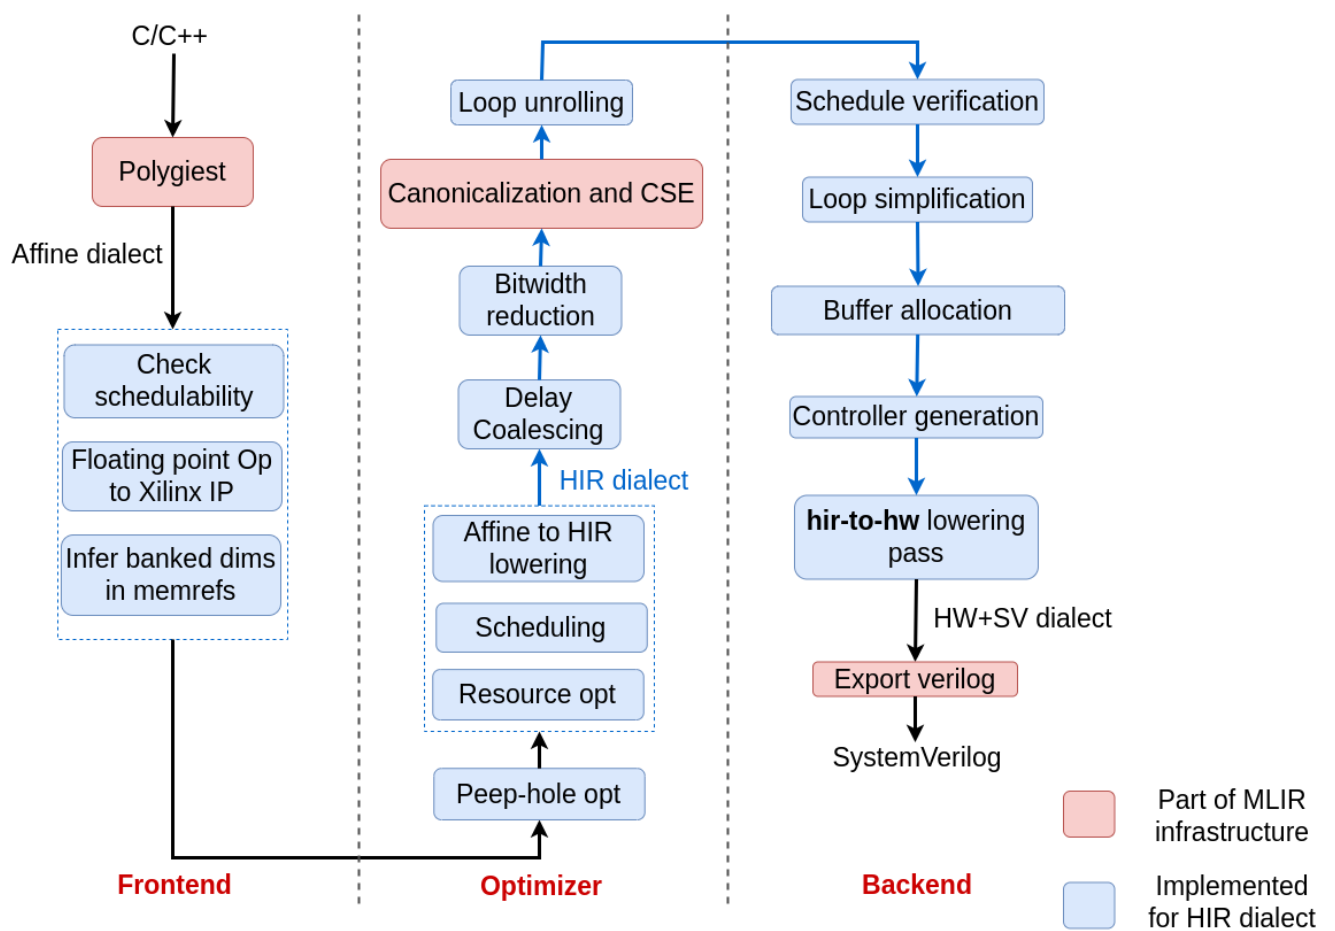 C/C++
Polygiest
Affine dialect
Check
schedulability
Floating point Op
to Xilinx IP
Infer banked dims
in memrefs
Frontend
Loop unrolling
Canonicalization and CSE
Bitwidth
reduction
Delay
Coalescing
HIR dialect
Affine to HIR
lowering
Scheduling
Resource opt
Peep-hole opt
Optimizer
Schedule verification
Loop simplification
Buffer allocation
Controller generation
hir-to-hw lowering
pass
HW+SV dialect
Export verilog
SystemVerilog
Backend
Part of MLIR
infrastructure
Implemented
for HIR dialect